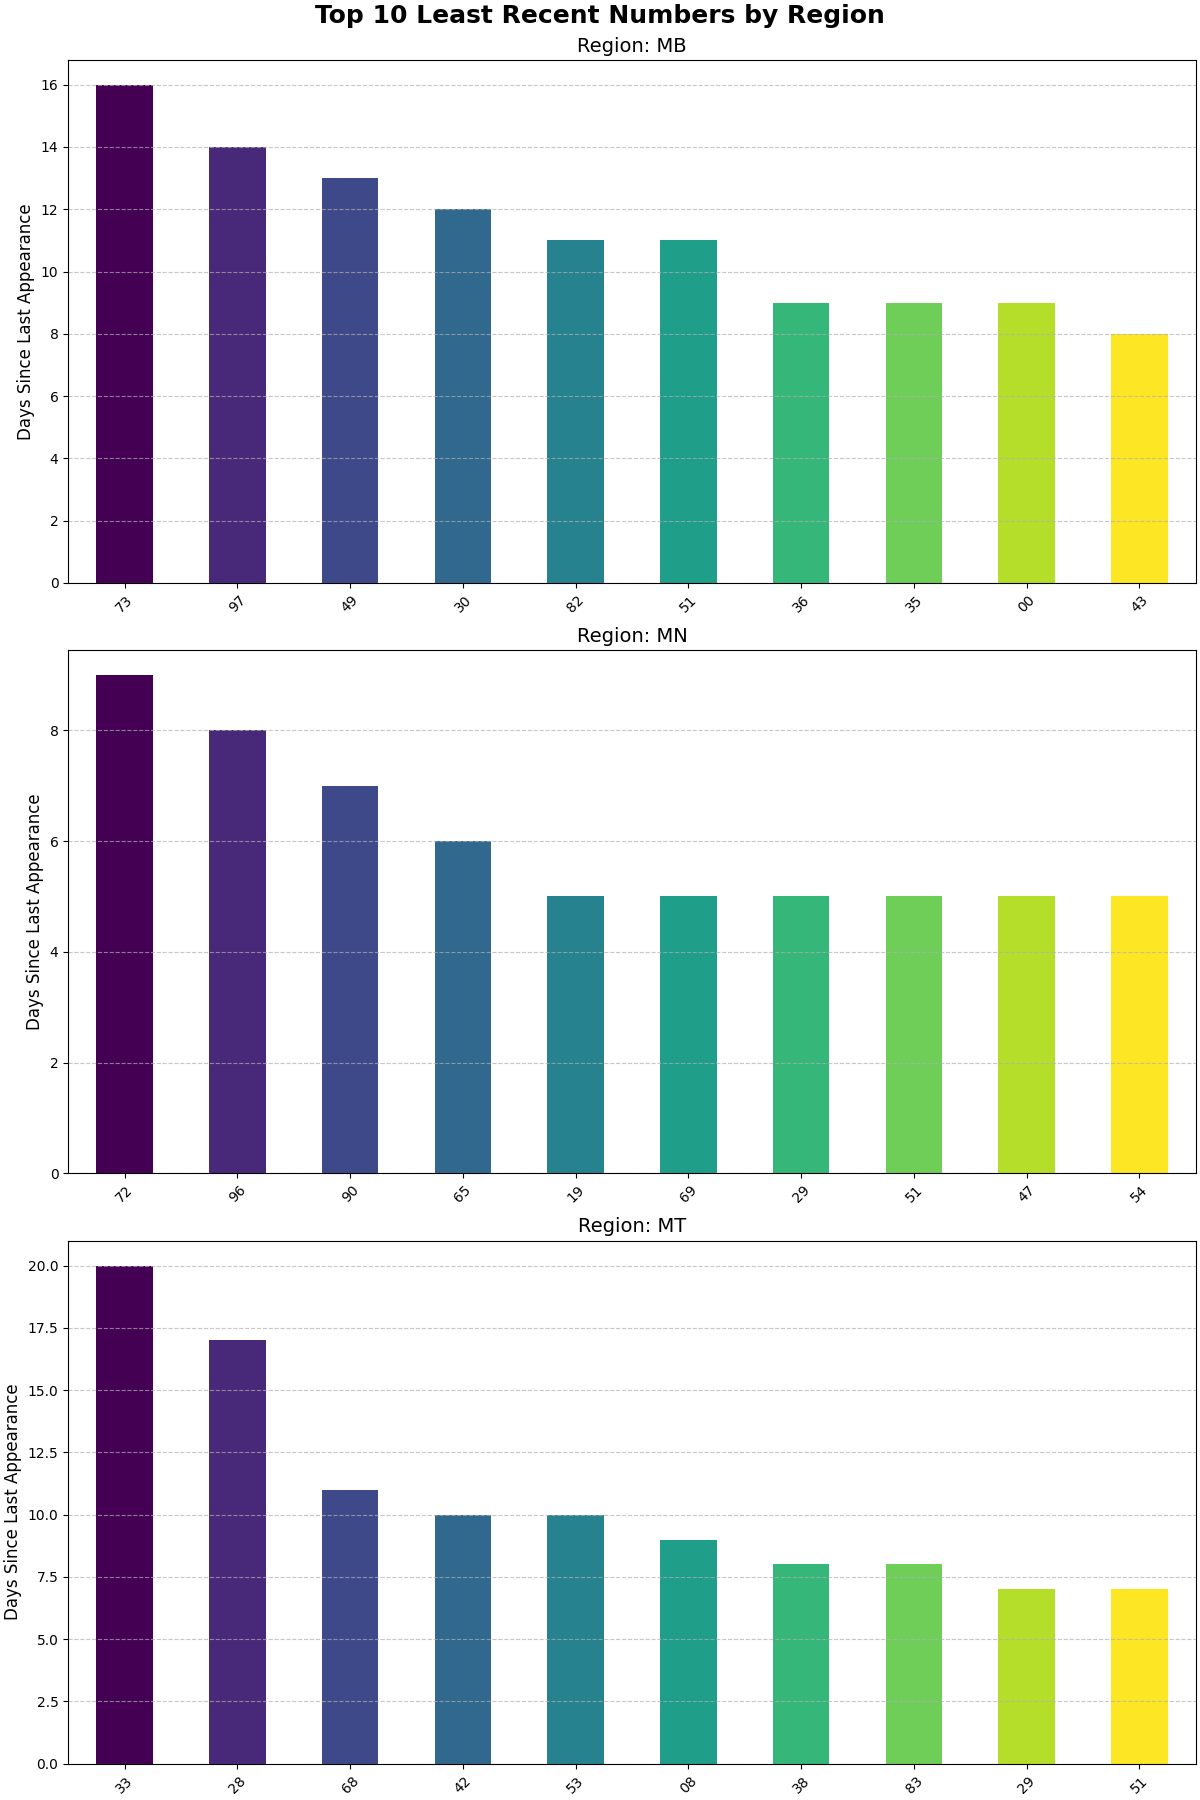 Top 10 Least Recent Numbers by Region
Region: MB
Days Since Last Appearance
16
14
12
10
8
6
4
2
0
73 97 49 30 82 51 36 35 00 43
Region: MN
Days Since Last Appearance
8
6
4
2
0
72 96 90 65 19 69 29 51 47 54
Region: MT
Days Since Last Appearance
20.0
17.5
15.0
12.5
10.0
7.5
5.0
2.5
0.0
33 28 68 42 53 08 38 83 29 51